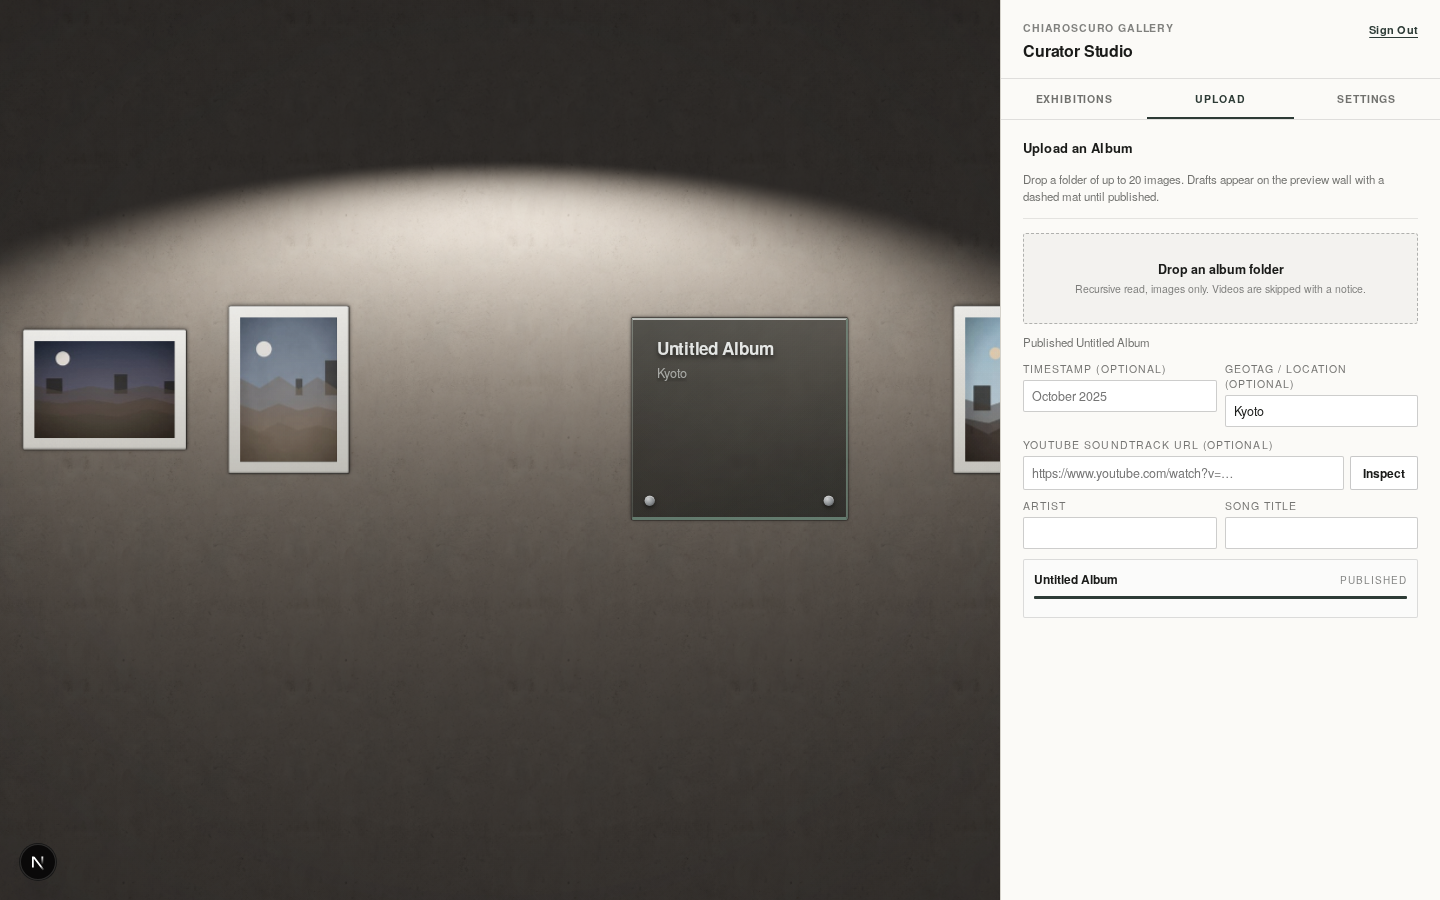 Untitled Album
Kyoto
N
CHIAROSCURO GALLERY
Curator Studio
Sign Out
EXHIBITIONS
UPLOAD
SETTINGS
Upload an Album
Drop a folder of up to 20 images. Drafts appear on the preview wall with a
dashed mat until published.
Drop an album folder
Recursive read, images only. Videos are skipped with a notice.
Published Untitled Album
TIMESTAMP (OPTIONAL)
October 2025
GEOTAG / LOCATION
(OPTIONAL)
Kyoto
YOUTUBE SOUNDTRACK URL (OPTIONAL)
https://www.youtube.com/watch?v=…
Inspect
ARTIST
SONG TITLE
Untitled Album
PUBLISHED